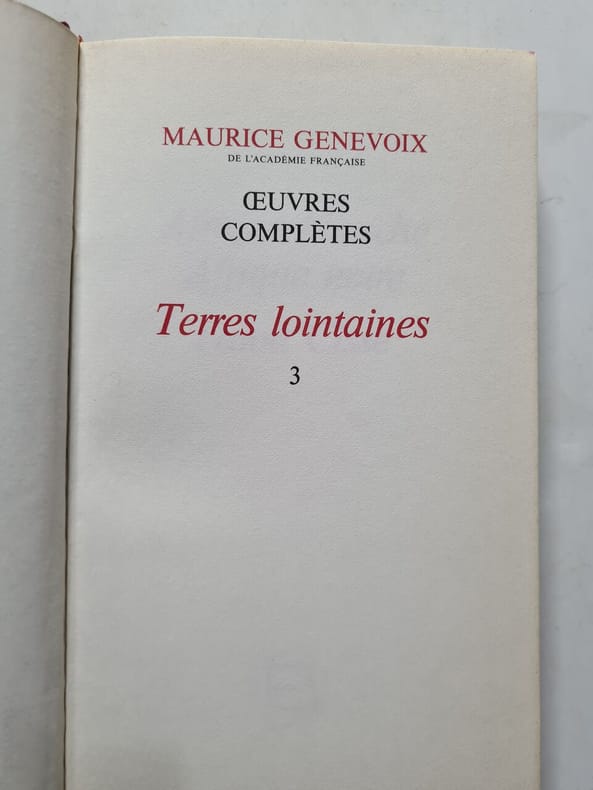 MAURICE GENEVOIX
DE L'ACADÉMIE FRANÇAISE
ŒUVRES
COMPLÈTES
Terres lointaines
3